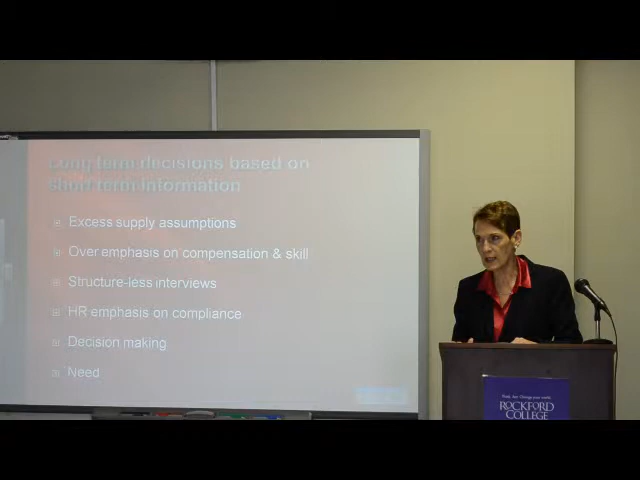 Long term decisions based on
short term information
Excess supply assumptions
Over emphasis on compensation & skill
Structure-less interviews
HR emphasis on compliance
Decision making
Need
ROCKFORD
COLLEGE